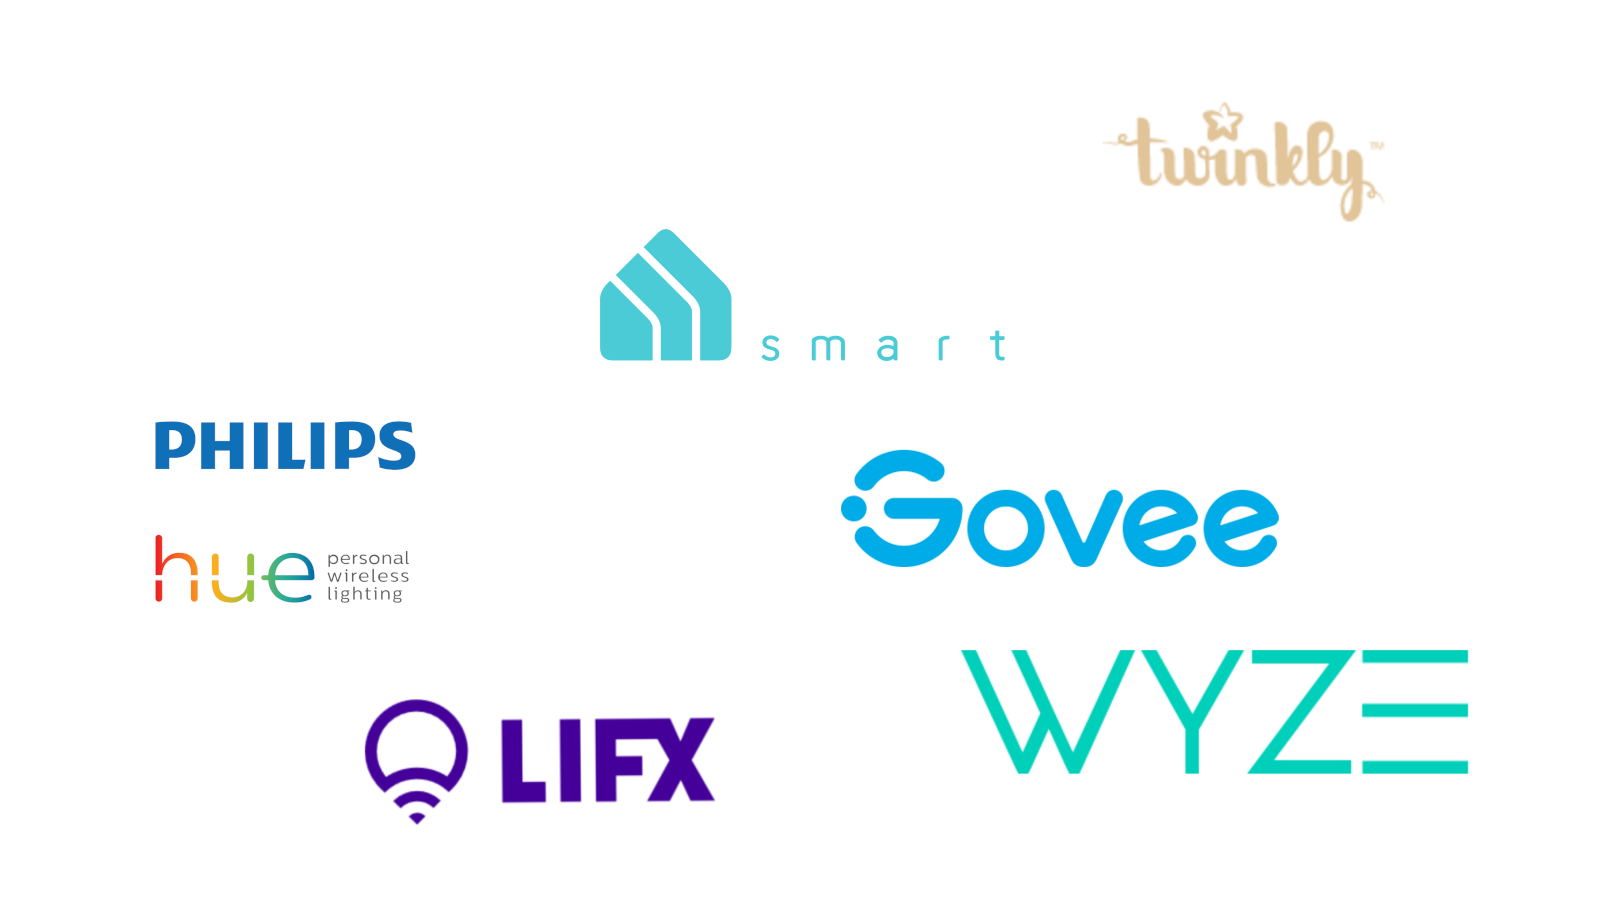 twinkly™
smart
PHILIPS
hue personal
wireless
lighting
Govee
WYZE
LIFX